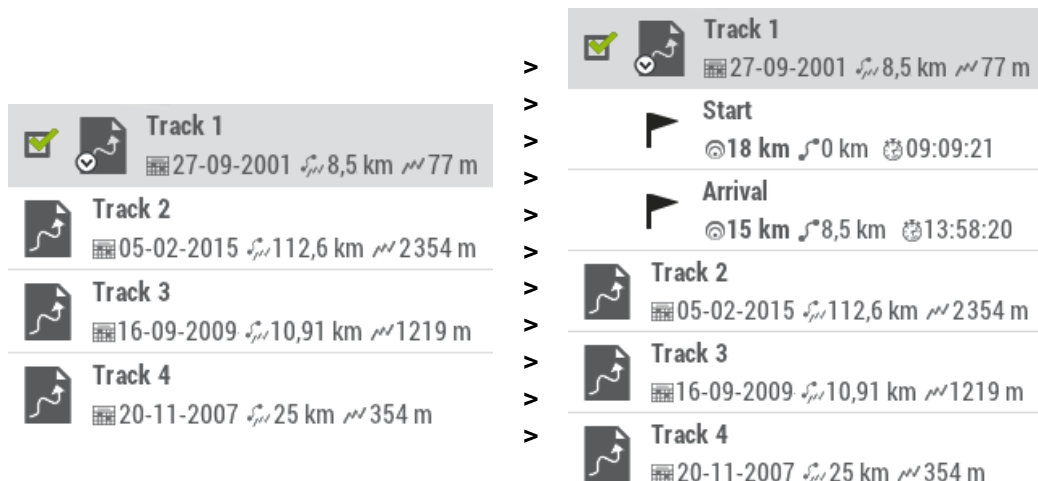 Track 1
27-09-2001 8,5 km 77 m
Track 2
05-02-2015 112,6 km 2354 m
Track 3
16-09-2009 10,91 km 1219 m
Track 4
20-11-2007 25 km 354 m
>
>
>
>
>
>
>
>
>
>
>
Track 1
27-09-2001 8,5 km 77 m
Start
18 km 0 km 09:09:21
Arrival
15 km 8,5 km 13:58:20
Track 2
05-02-2015 112,6 km 2354 m
Track 3
16-09-2009 10,91 km 1219 m
Track 4
20-11-2007 25 km 354 m